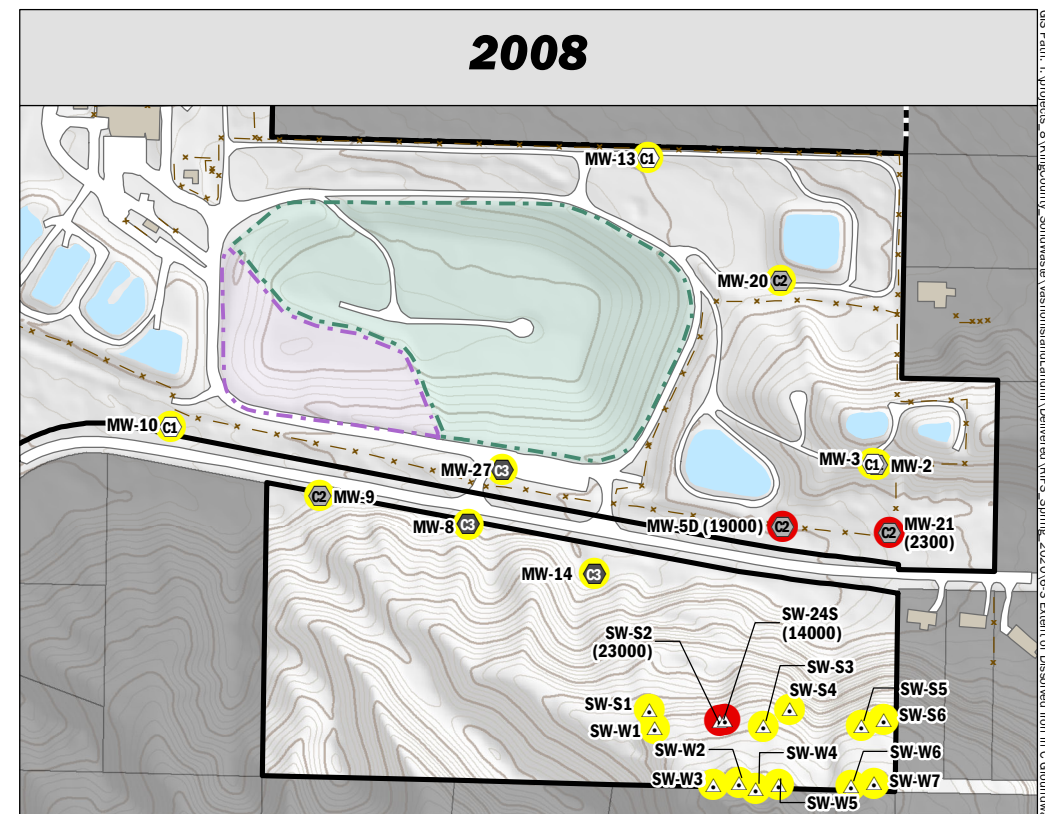 2008
MW-13
C1
MW-20
C2
MW-10
C1
MW-3
C1
MW-2
MW-27
C3
C2
MW-9
MW-8
C3
MW-5D (19000)
C2
C2
MW-21
(2300)
MW-14
C3
SW-24S
(14000)
SW-S2
(23000)
SW-S3
SW-S4
SW-S5
SW-S1
SW-S6
SW-W1
SW-W2
SW-W4
SW-W6
SW-W3
SW-W7
SW-W5